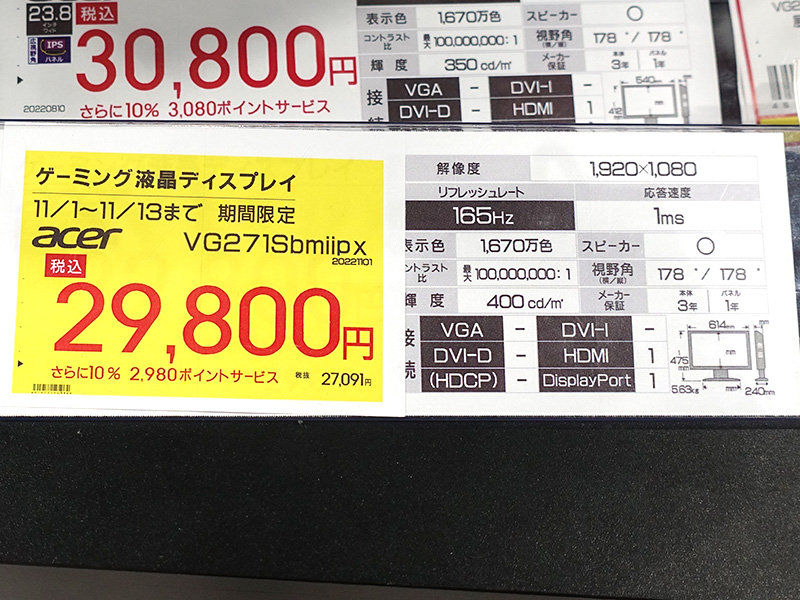 23.8
インチ
ワイド
税込
広視野角
IPS
パネル
30,800円
20220810
さらに10% 3,080ポイントサービス
表示色 1,670万色 スピーカー ○
コントラスト比 最大 100,000,000:1 視野角(横/縦) 178°/178°
輝度 350cd/㎡ メーカー保証 本体3年 パネル1年
接 VGA - DVI-I -
続 DVI-D - HDMI 1
540
412
ゲーミング液晶ディスプレイ
11/1~11/13まで 期間限定
acer VG271Sbmiipx
20221101
税込
29,800円
さらに10% 2,980ポイントサービス 税抜 27,091円
解像度 1,920×1,080
リフレッシュレート 応答速度
165Hz 1ms
表示色 1,670万色 スピーカー ○
ントラスト比 最大 100,000,000:1 視野角(横/縦) 178°/178°
輝度 400cd/㎡ メーカー保証 本体3年 パネル1年
接 VGA - DVI-I -
続 DVI-D - HDMI 1
(HDCP) DisplayPort 1
614mm
475mm
5.63kg mm 240mm